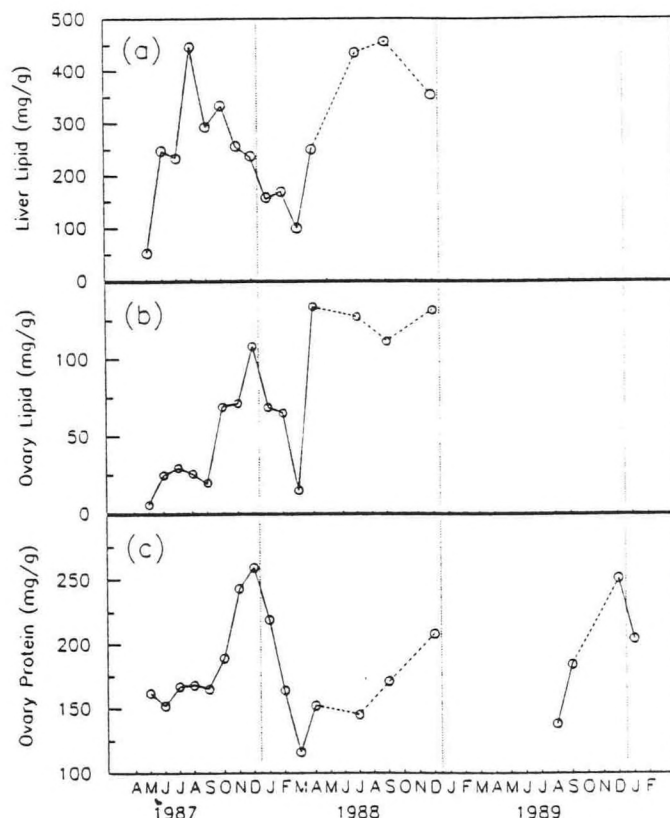 500
450
(a)
400
300
200
100
0
Liver Lipid (mg/g)
(b)
100
50
0
Ovary Lipid (mg/g)
(c)
250
200
150
100
Ovary Protein (mg/g)
A M J J A S O N D J F M A M J J A S O N D J F M A M J J A S O N D J F
1987 1988 1989